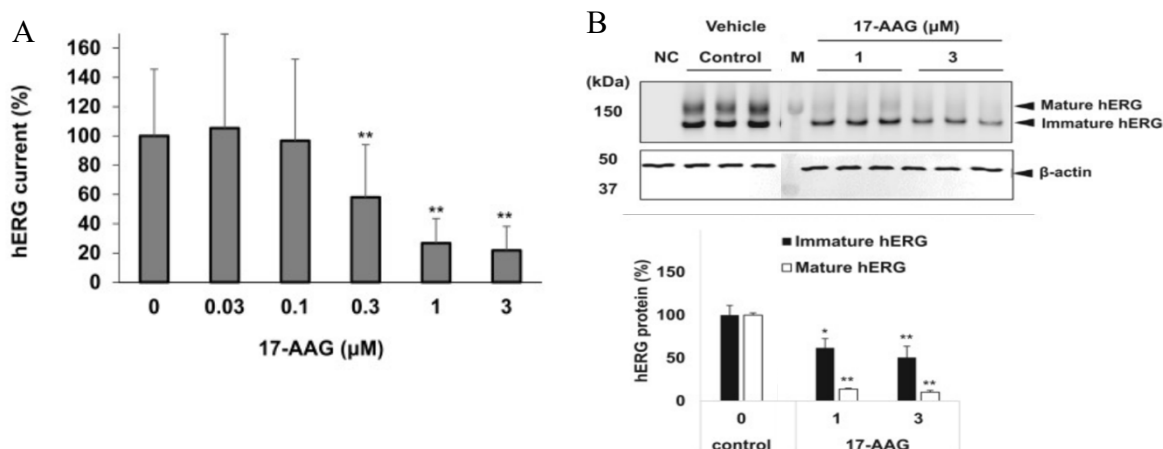 A
hERG current (%)
160
140
120
100
80
60
40
20
0
**
**
**
0 0.03 0.1 0.3 1 3
17-AAG (µM)
B
Vehicle 17-AAG (µM)
NC Control M 1 3
(kDa)
150
Mature hERG
Immature hERG
50
37
β-actin
Immature hERG
Mature hERG
hERG protein (%)
150
100
50
0
*
**
**
**
0 1 3
control 17-AAG